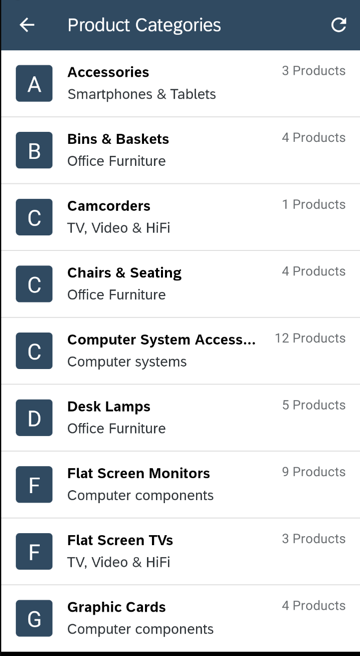 Product Categories
A
Accessories
3 Products
Smartphones & Tablets
B
Bins & Baskets
4 Products
Office Furniture
C
Camcorders
1 Products
TV, Video & HiFi
C
Chairs & Seating
4 Products
Office Furniture
C
Computer System Access...
12 Products
Computer systems
D
Desk Lamps
5 Products
Office Furniture
F
Flat Screen Monitors
9 Products
Computer components
F
Flat Screen TVs
3 Products
TV, Video & HiFi
G
Graphic Cards
4 Products
Computer components